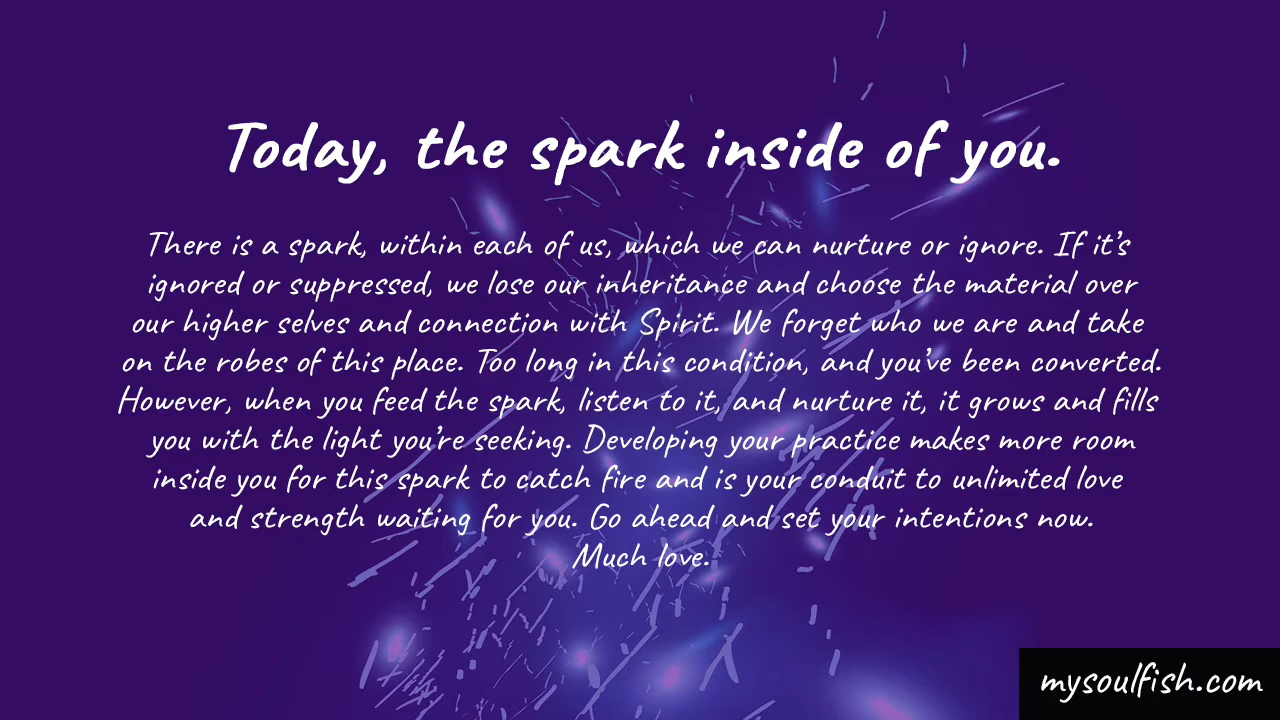 Today, the spark inside of you.
There is a spark, within each of us, which we can nurture or ignore. If it’s
ignored or suppressed, we lose our inheritance and choose the material over
our higher selves and connection with Spirit. We forget who we are and take
on the robes of this place. Too long in this condition, and you’ve been converted.
However, when you feed the spark, listen to it, and nurture it, it grows and fills
you with the light you’re seeking. Developing your practice makes more room
inside you for this spark to catch fire and is your conduit to unlimited love
and strength waiting for you. Go ahead and set your intentions now.
Much love.
mysoulfish.com